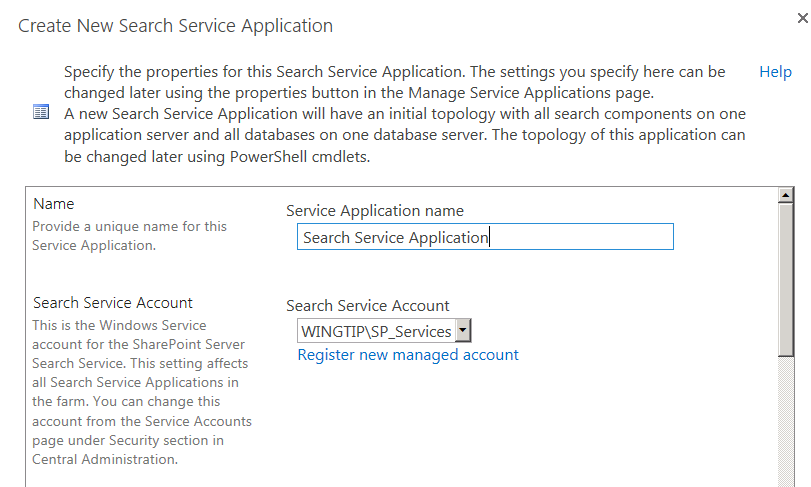 Create New Search Service Application
Specify the properties for this Search Service Application. The settings you specify here can be
Help
changed later using the properties button in the Manage Service Applications page.
A new Search Service Application will have an initial topology with all search components on one
application server and all databases on one database server. The topology of this application can
be changed later using PowerShell cmdlets.
Name
Provide a unique name for this
Service Application.
Service Application name
Search Service Application
Search Service Account
This is the Windows Service
account for the SharePoint Server
Search Service. This setting affects
all Search Service Applications in
the farm. You can change this
account from the Service Accounts
page under Security section in
Central Administration.
Search Service Account
WINGTIP\SP_Services
Register new managed account